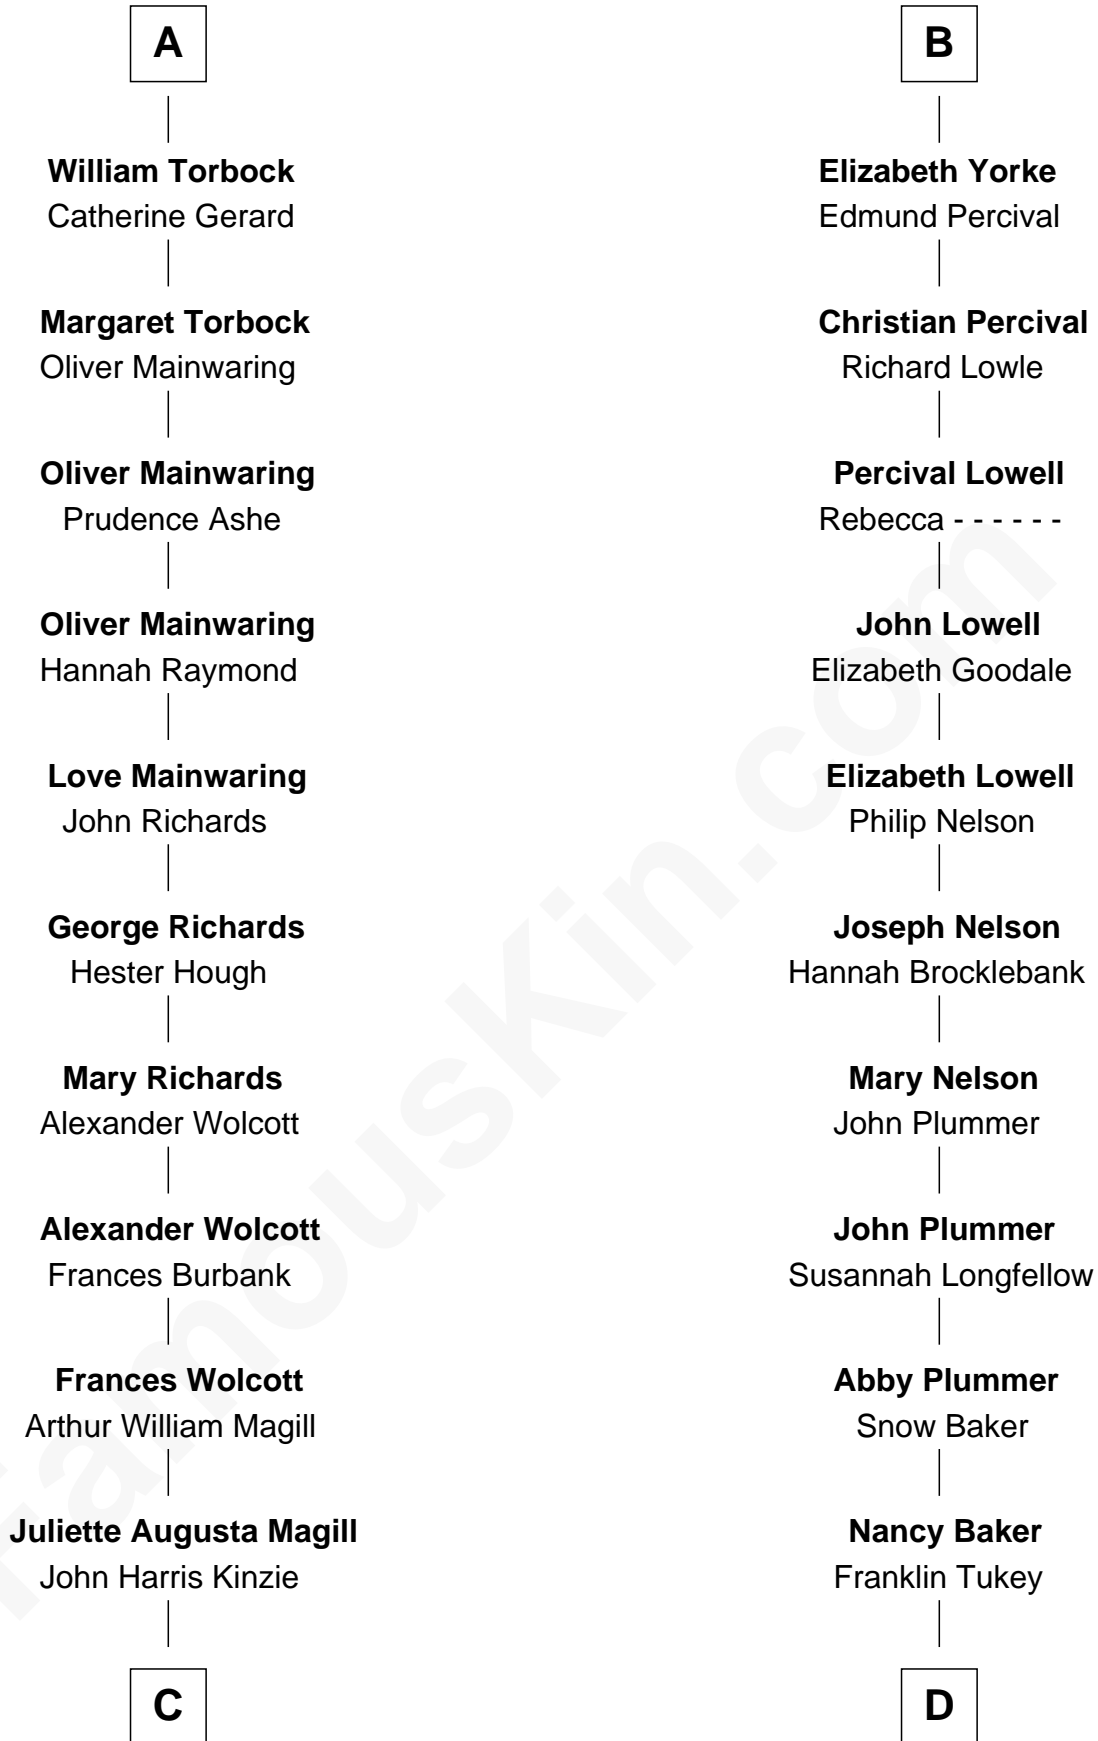 A
William Torbock
Catherine Gerard
Margaret Torbock
Oliver Mainwaring
Oliver Mainwaring
Prudence Ashe
Oliver Mainwaring
Hannah Raymond
Love Mainwaring
John Richards
George Richards
Hester Hough
Mary Richards
Alexander Wolcott
Alexander Wolcott
Frances Burbank
Frances Wolcott
Arthur William Magill
Juliette Augusta Magill
John Harris Kinzie
C
B
Elizabeth Yorke
Edmund Percival
Christian Percival
Richard Lowle
Percival Lowell
Rebecca - - - - - -
John Lowell
Elizabeth Goodale
Elizabeth Lowell
Philip Nelson
Joseph Nelson
Hannah Brocklebank
Mary Nelson
John Plummer
John Plummer
Susannah Longfellow
Abby Plummer
Snow Baker
Nancy Baker
Franklin Tukey
D
FamousKin.com